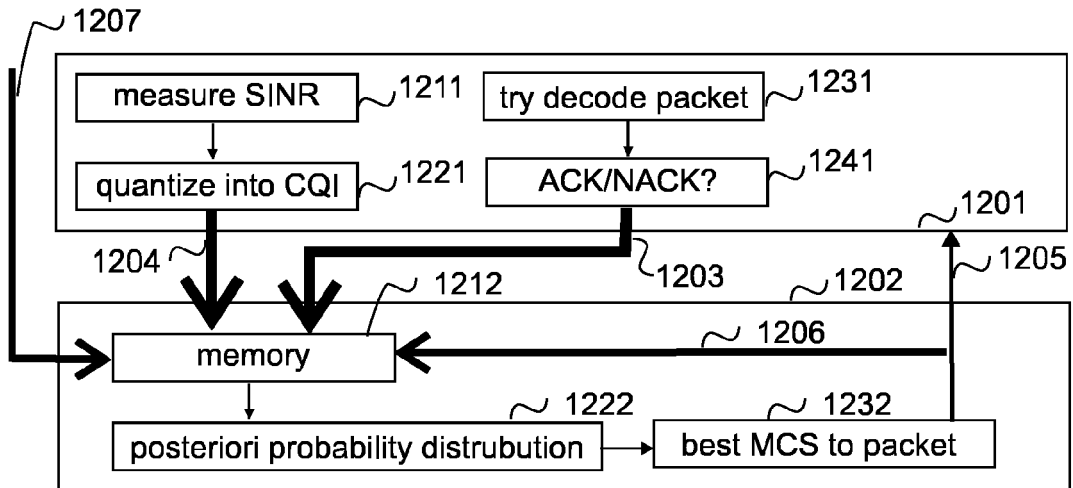 1207
measure SINR
1211
try decode packet
1231
quantize into CQI
1221
ACK/NACK?
1241
1201
1204
1203
1205
1212
1202
memory
1206
1222
1232
posteriori probability distrubution
best MCS to packet